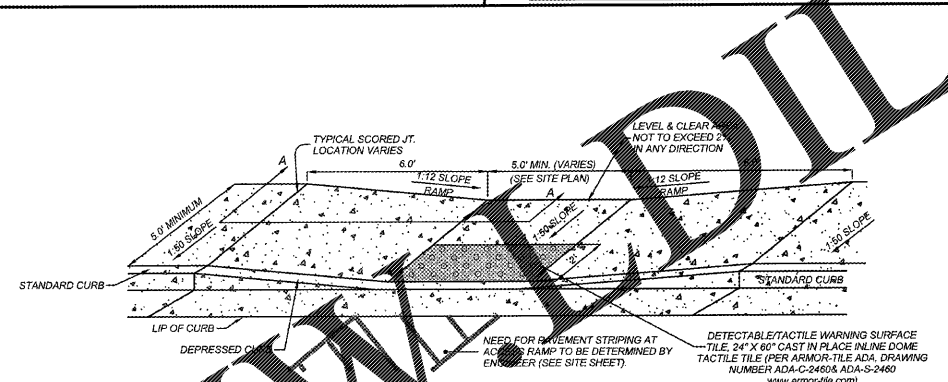 TYPICAL SCORED JT.
LOCATION VARIES
LEVEL & CLEAR
NOT TO EXCEED 2%
IN ANY DIRECTION
A
6.0'
5.0' MIN. (VARIES)
(SEE SITE PLAN)
1:12 SLOPE
RAMP
1:12 SLOPE
RAMP
A
5.0' MINIMUM
1:50 SLOPE
1:50 SLOPE
1:50 SLOPE
2'
STANDARD CURB
STANDARD CURB
LIP OF CURB
DEPRESSED CURB
NEED FOR PAVEMENT STRIPING AT
ACCESS RAMP TO BE DETERMINED BY
ENGINEER (SEE SITE SHEET).
DETECTABLE/TACTILE WARNING SURFACE
TILE, 24" X 60" CAST IN PLACE INLINE DOME
TACTILE TILE (PER ARMOR-TILE ADA, DRAWING
NUMBER ADA-C-2460& ADA-S-2460
www.armor-tile.com)